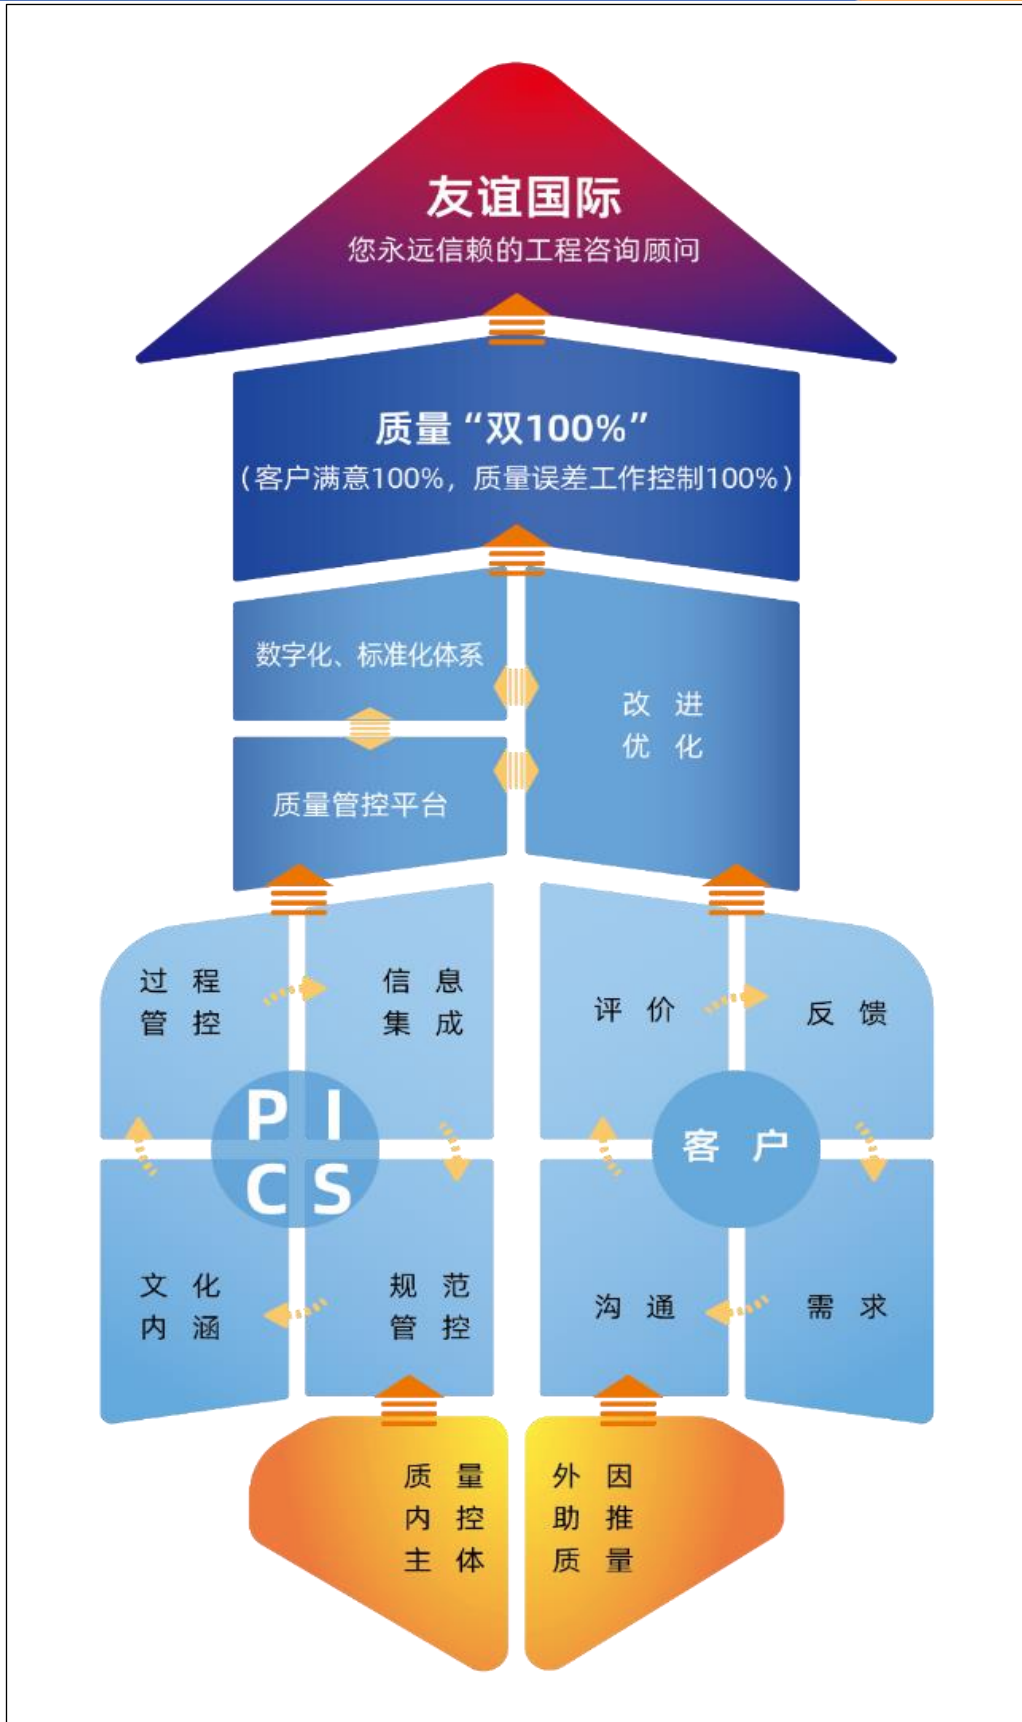 友谊国际
您永远信赖的工程咨询顾问
质量“双100%”
（客户满意100%，质量误差工作控制100%）
数字化、标准化体系
改 进
优 化
质量管控平台
过 程
管 控
信 息
集 成
评 价
反 馈
P I
C S
客 户
文 化
内 涵
规 范
管 控
沟 通
需 求
质 量
内 控
主 体
外 因
助 推
质 量